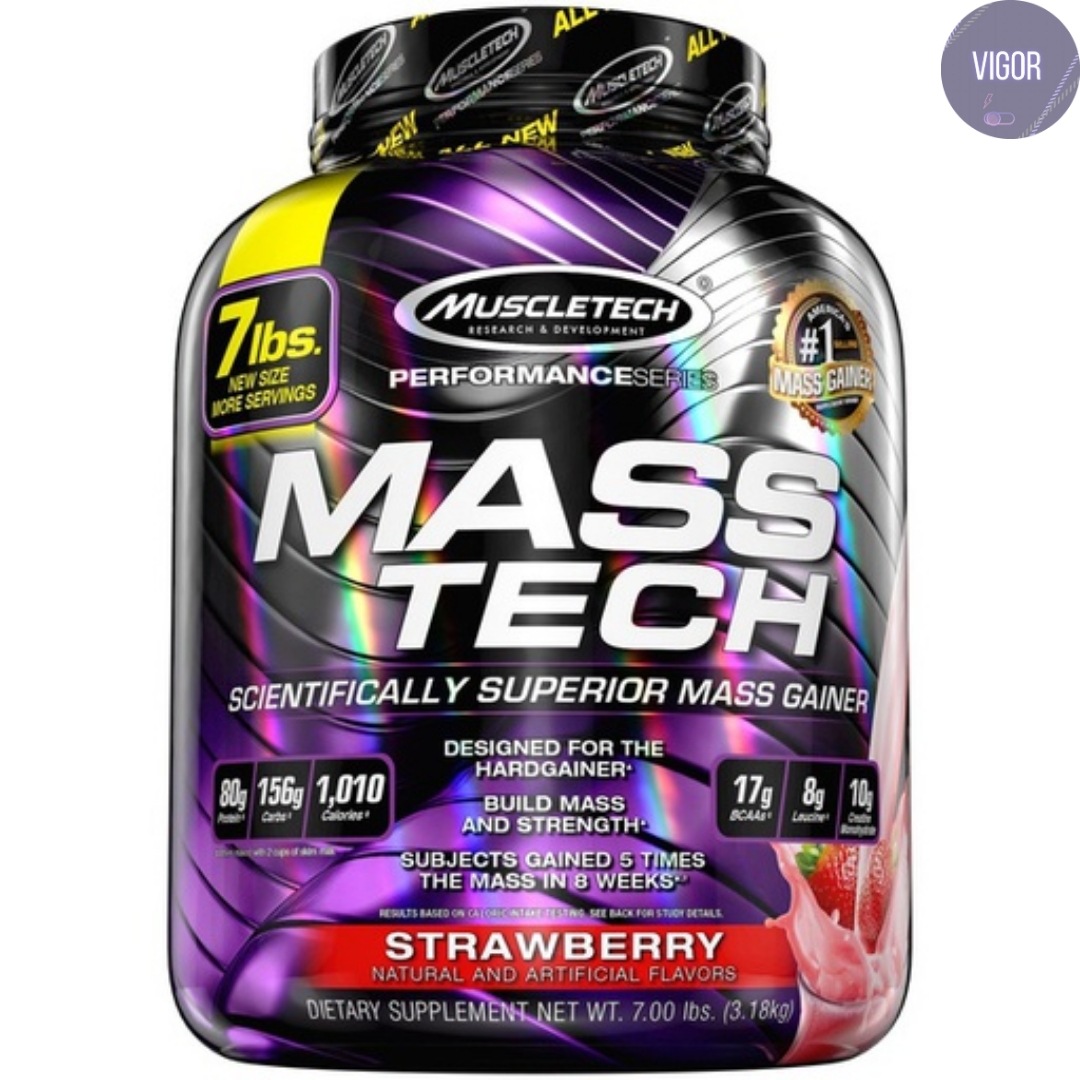 VIGOR
MUSCLETECH
MUSCLETECH
MUSCLETECH
MUSCLETECH
NEW
NEW
7lbs.
NEW SIZE
MORE SERVINGS
MUSCLETECH
RESEARCH & DEVELOPMENT
PERFORMANCESERIES
AMERICA'S
#1
MASS GAINER
MASS
TECH
SCIENTIFICALLY SUPERIOR MASS GAINER
80g 156g 1,010
Protein Carbs Calories
DESIGNED FOR THE
HARDGAINER
BUILD MASS
AND STRENGTH
SUBJECTS GAINED 5 TIMES
THE MASS IN 8 WEEKS
17g 8g 10g
BCAAs Leucine Creatine
Monohydrate
RESULTS BASED ON CALORIC INTAKE TESTING. SEE BACK FOR STUDY DETAILS.
STRAWBERRY
NATURAL AND ARTIFICIAL FLAVORS
DIETARY SUPPLEMENT NET WT. 7.00 lbs. (3.18kg)